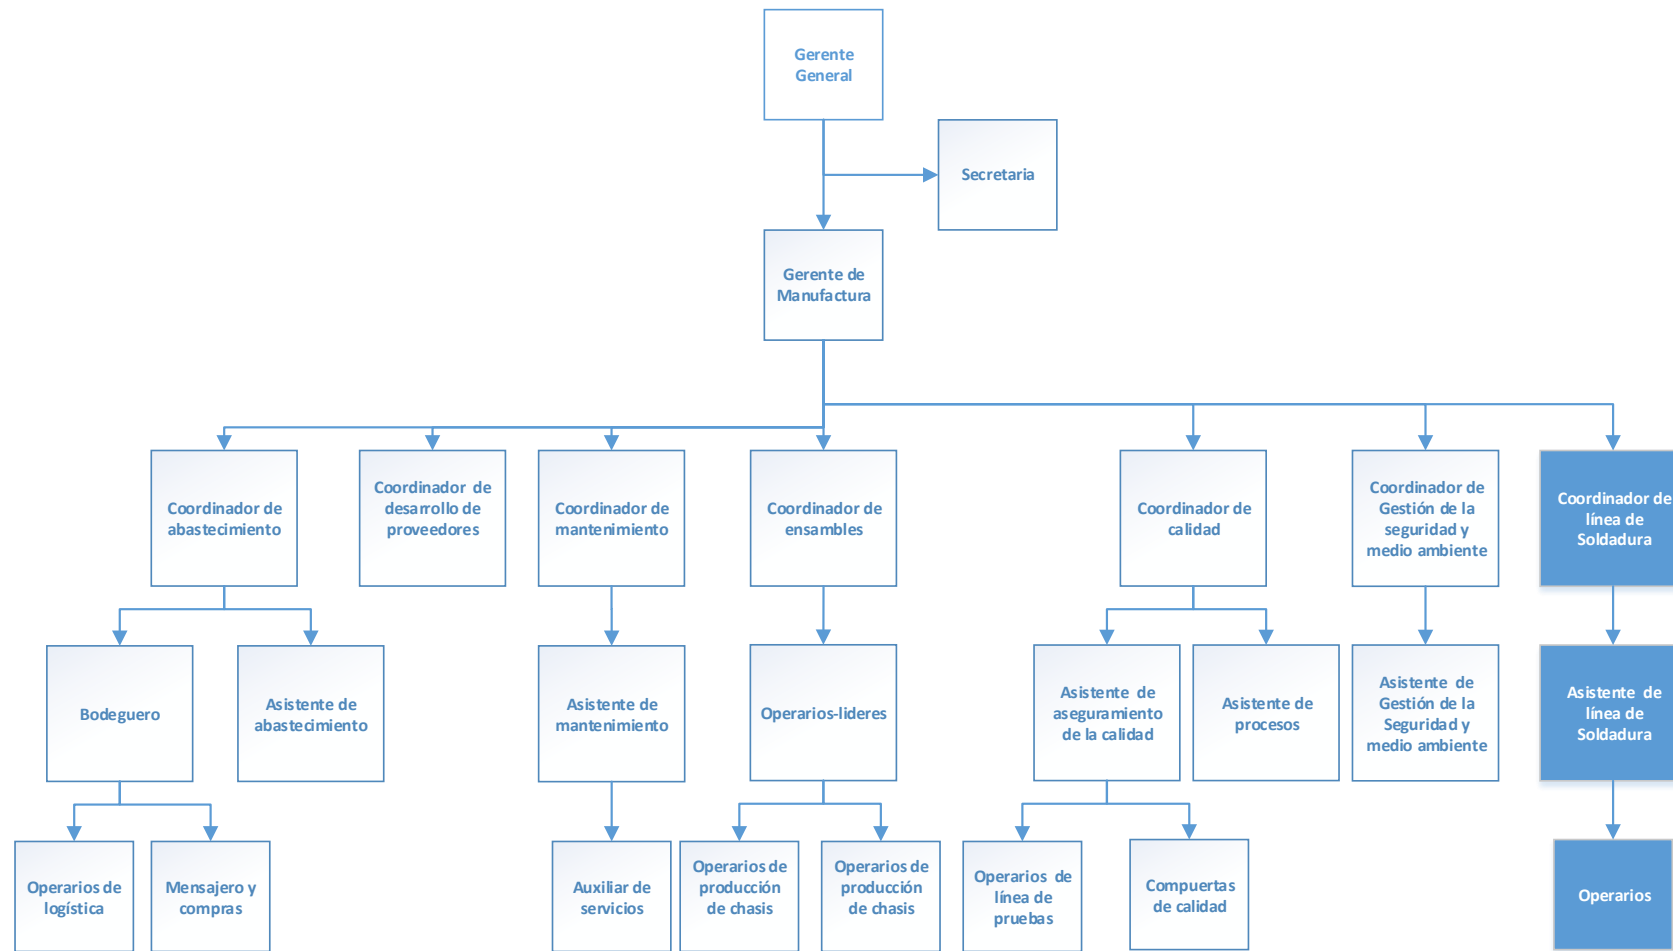 Gerente
General
Secretaria
Gerente de
Manufactura
Coordinador de
abastecimiento
Coordinador de
desarrollo de
proveedores
Coordinador de
mantenimiento
Coordinador de
ensambles
Coordinador de
calidad
Coordinador de
Gestión de la
seguridad y
medio ambiente
Coordinador de
línea de
Soldadura
Bodeguero
Asistente de
abastecimiento
Asistente de
mantenimiento
Operarios-lideres
Asistente de
aseguramiento
de la calidad
Asistente de
procesos
Asistente de
Gestión de la
Seguridad y
medio ambiente
Asistente de
línea de
Soldadura
Operarios de
logística
Mensajero y
compras
Auxiliar de
servicios
Operarios de
producción
de chasis
Operarios de
producción
de chasis
Operarios de
línea de
pruebas
Compuertas
de calidad
Operarios